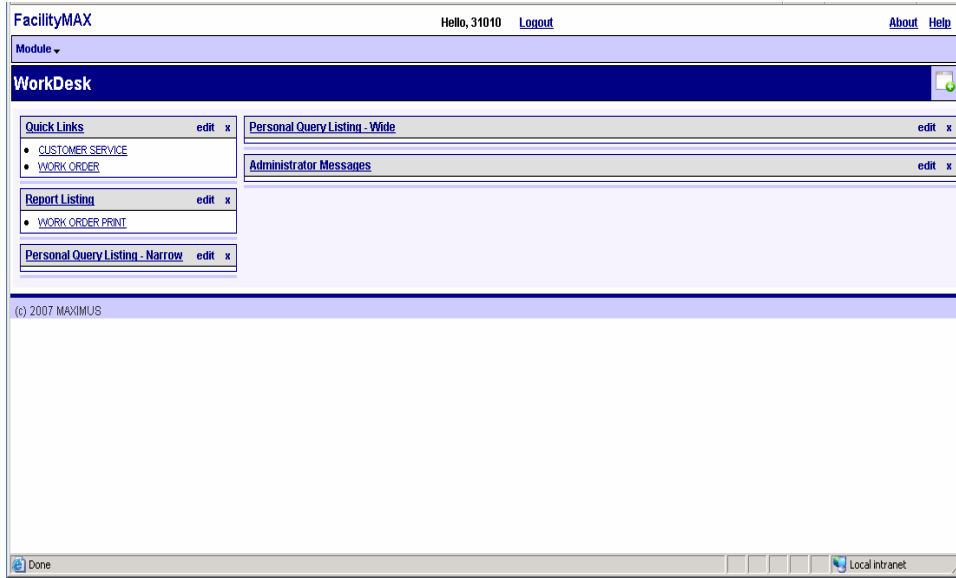 FacilityMAX Hello, 31010 Logout About Help
Module
WorkDesk
Quick Links edit x
CUSTOMER SERVICE
WORK ORDER
Report Listing edit x
WORK ORDER PRINT
Personal Query Listing - Narrow edit x
Personal Query Listing - Wide edit x
Administrator Messages edit x
(c) 2007 MAXIMUS
Done Local intranet